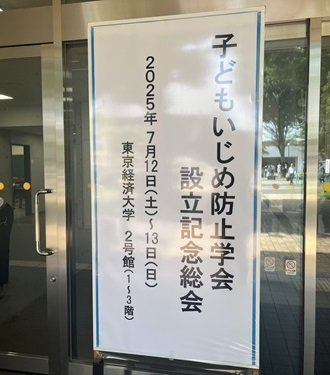 子どもいじめ防止学会
設立記念総会
2025年7月12日(土)~13日(日)
東京経済大学 2号館(1~3階)